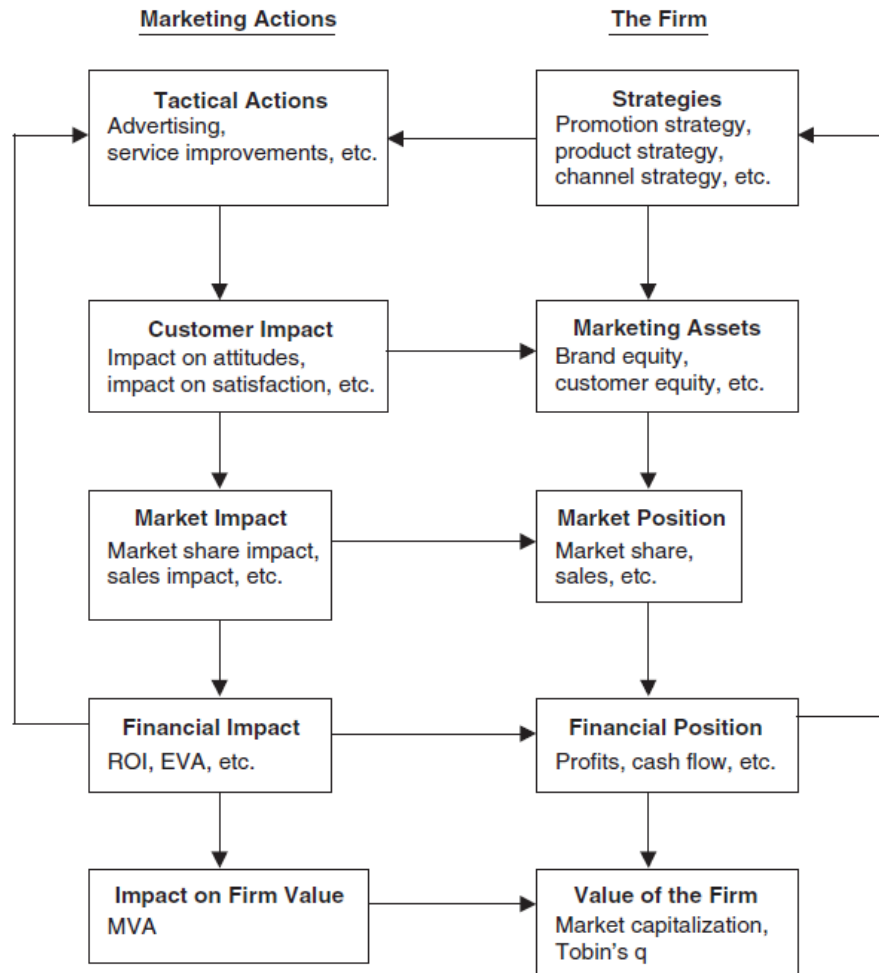 Marketing Actions
The Firm
Tactical Actions
Advertising,
service improvements, etc.
Strategies
Promotion strategy,
product strategy,
channel strategy, etc.
Customer Impact
Impact on attitudes,
impact on satisfaction, etc.
Marketing Assets
Brand equity,
customer equity, etc.
Market Impact
Market share impact,
sales impact, etc.
Market Position
Market share,
sales, etc.
Financial Impact
ROI, EVA, etc.
Financial Position
Profits, cash flow, etc.
Impact on Firm Value
MVA
Value of the Firm
Market capitalization,
Tobin's q